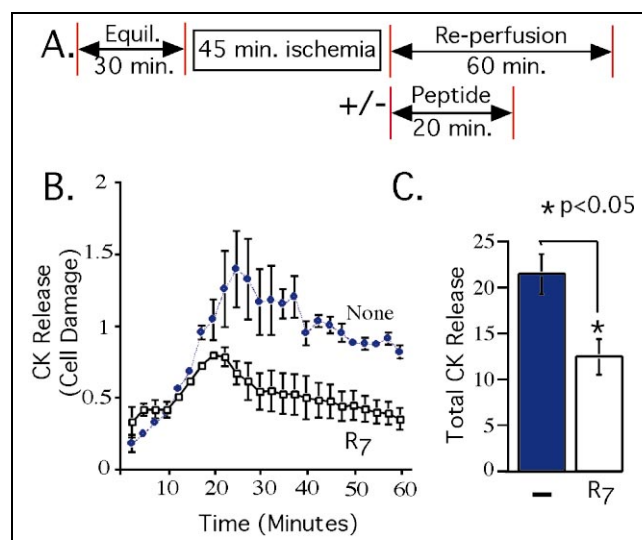 A.
Equil.
30 min.
45 min. ischemia
Re-perfusion
60 min.
+/-
Peptide
20 min.
B.
CK Release
(Cell Damage)
2
1.5
1
0.5
0
None
R7
10 20 30 40 50 60
Time (Minutes)
C.
* p<0.05
Total CK Release
25
20
15
10
5
0
*
– R7